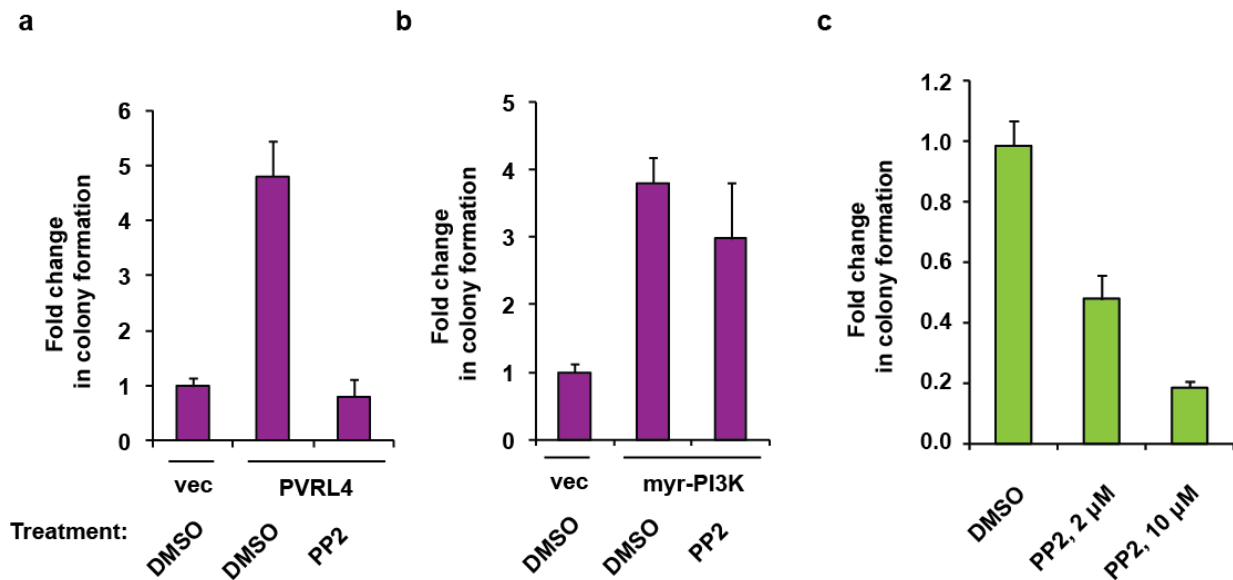 a
Fold change
in colony formation
6
5
4
3
2
1
0
vec
PVRL4
Treatment:
DMSO
DMSO
PP2
b
Fold change
in colony formation
5
4
3
2
1
0
vec
myr-PI3K
DMSO
DMSO
PP2
c
Fold change
in colony formation
1.2
1.0
0.8
0.6
0.4
0.2
0.0
DMSO
PP2, 2 µM
PP2, 10 µM